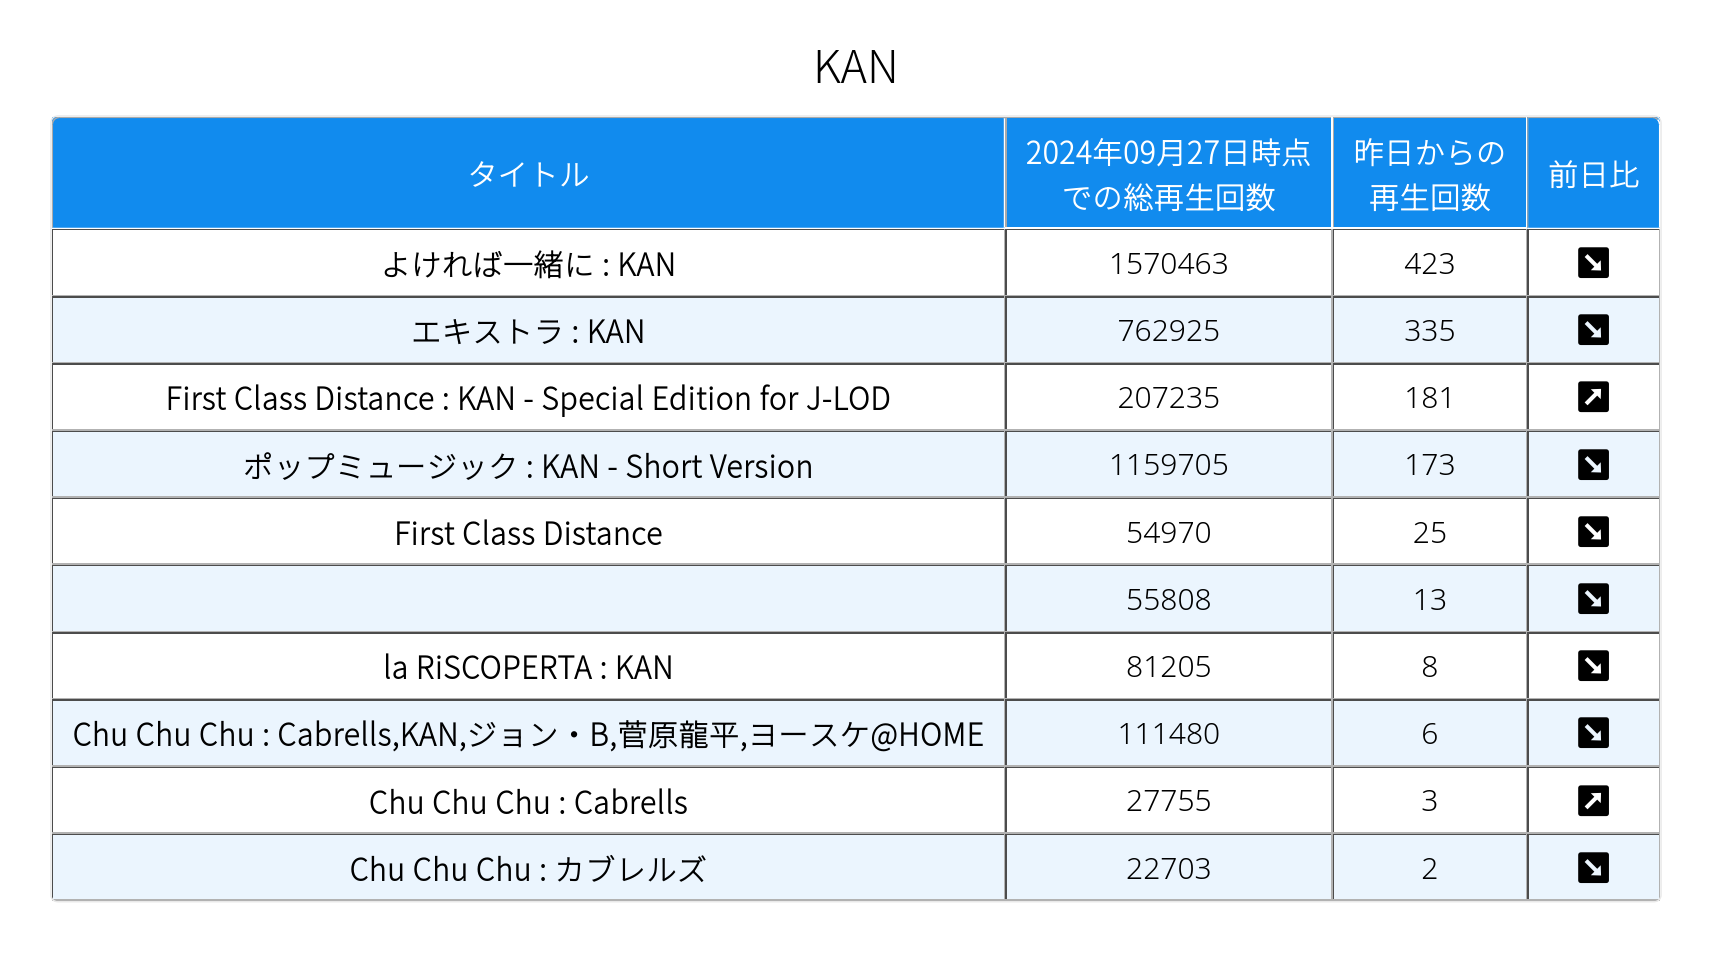 KAN
タイトル 2024年09月27日時点での総再生回数 昨日からの再生回数 前日比
よければ一緒に : KAN 1570463 423 ↘
エキストラ : KAN 762925 335 ↘
First Class Distance : KAN - Special Edition for J-LOD 207235 181 ↗
ポップミュージック : KAN - Short Version 1159705 173 ↘
First Class Distance 54970 25 ↘
55808 13 ↘
la RiSCOPERTA : KAN 81205 8 ↘
Chu Chu Chu : Cabrells,KAN,ジョン・B,菅原龍平,ヨースケ@HOME 111480 6 ↘
Chu Chu Chu : Cabrells 27755 3 ↗
Chu Chu Chu : カブレルズ 22703 2 ↘